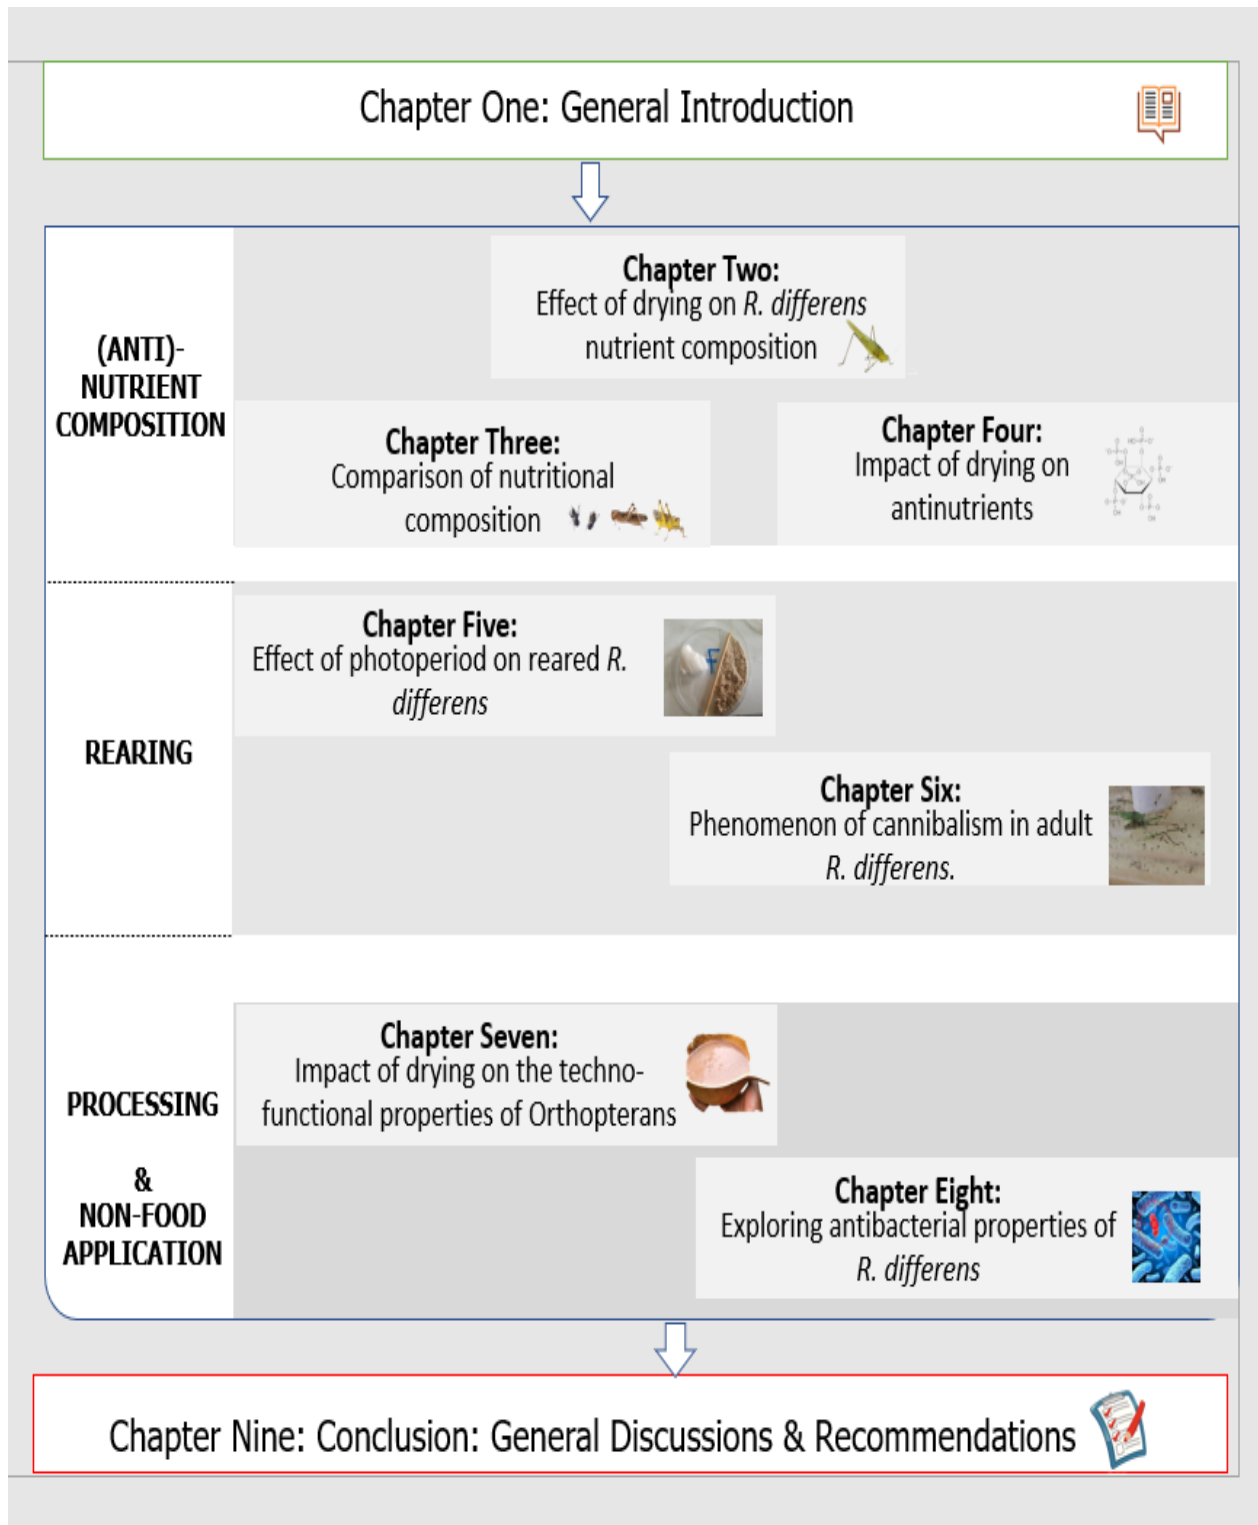 Chapter One: General Introduction
(ANTI)-
NUTRIENT
COMPOSITION
Chapter Two:
Effect of drying on R. differens
nutrient composition
Chapter Three:
Comparison of nutritional
composition
Chapter Four:
Impact of drying on
antinutrients
REARING
Chapter Five:
Effect of photoperiod on reared R.
differens
Chapter Six:
Phenomenon of cannibalism in adult
R. differens.
PROCESSING
&
NON-FOOD
APPLICATION
Chapter Seven:
Impact of drying on the techno-
functional properties of Orthopterans
Chapter Eight:
Exploring antibacterial properties of
R. differens
Chapter Nine: Conclusion: General Discussions & Recommendations